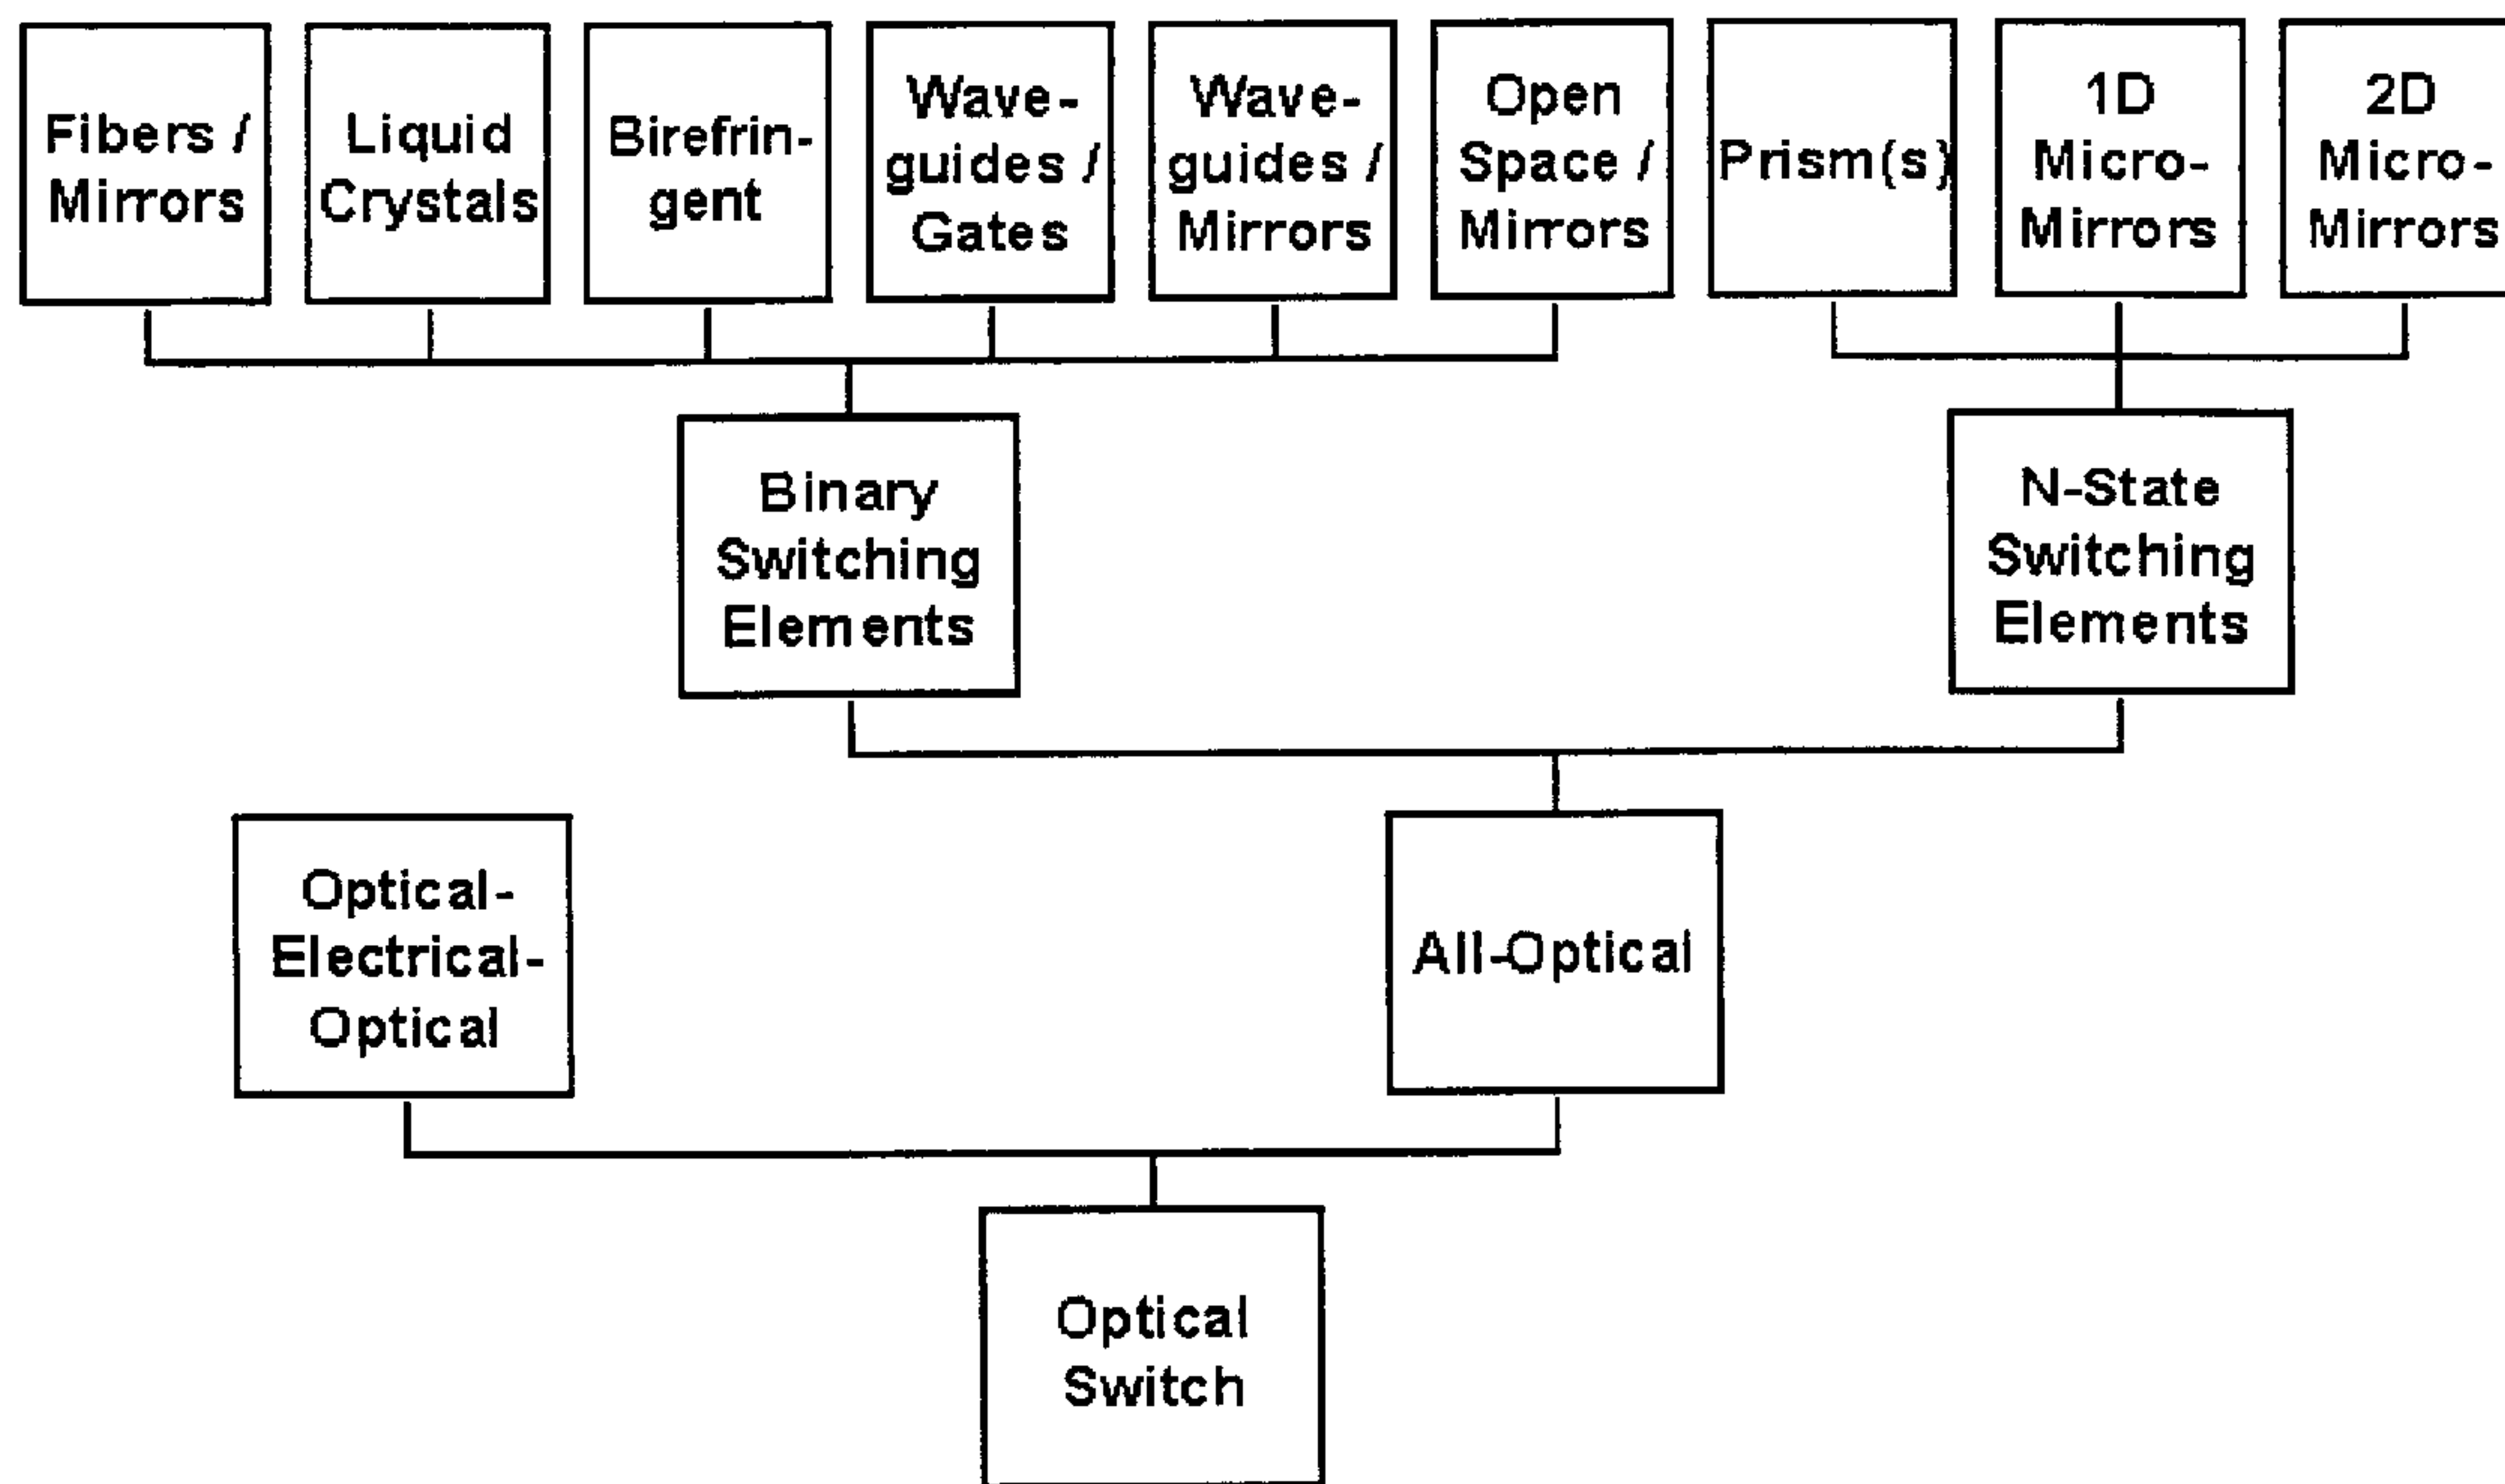 Fibers /
Mirrors
Liquid
Crystals
Birefrin-
gent
Wave-
guides /
Gates
Wave-
guides /
Mirrors
Open
Space /
Mirrors
Prism(s)
1D
Micro-
Mirrors
2D
Micro-
Mirrors
Binary
Switching
Elements
N-State
Switching
Elements
Optical-
Electrical-
Optical
All-Optical
Optical
Switch